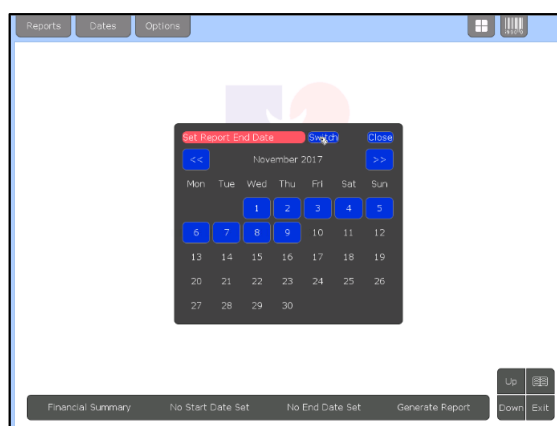 Reports Dates Options
Set Report End Date Switch Close
<< November 2017 >>
Mon Tue Wed Thu Fri Sat Sun
1 2 3 4 5
6 7 8 9 10 11 12
13 14 15 16 17 18 19
20 21 22 23 24 25 26
27 28 29 30
Up
Financial Summary No Start Date Set No End Date Set Generate Report Down Exit